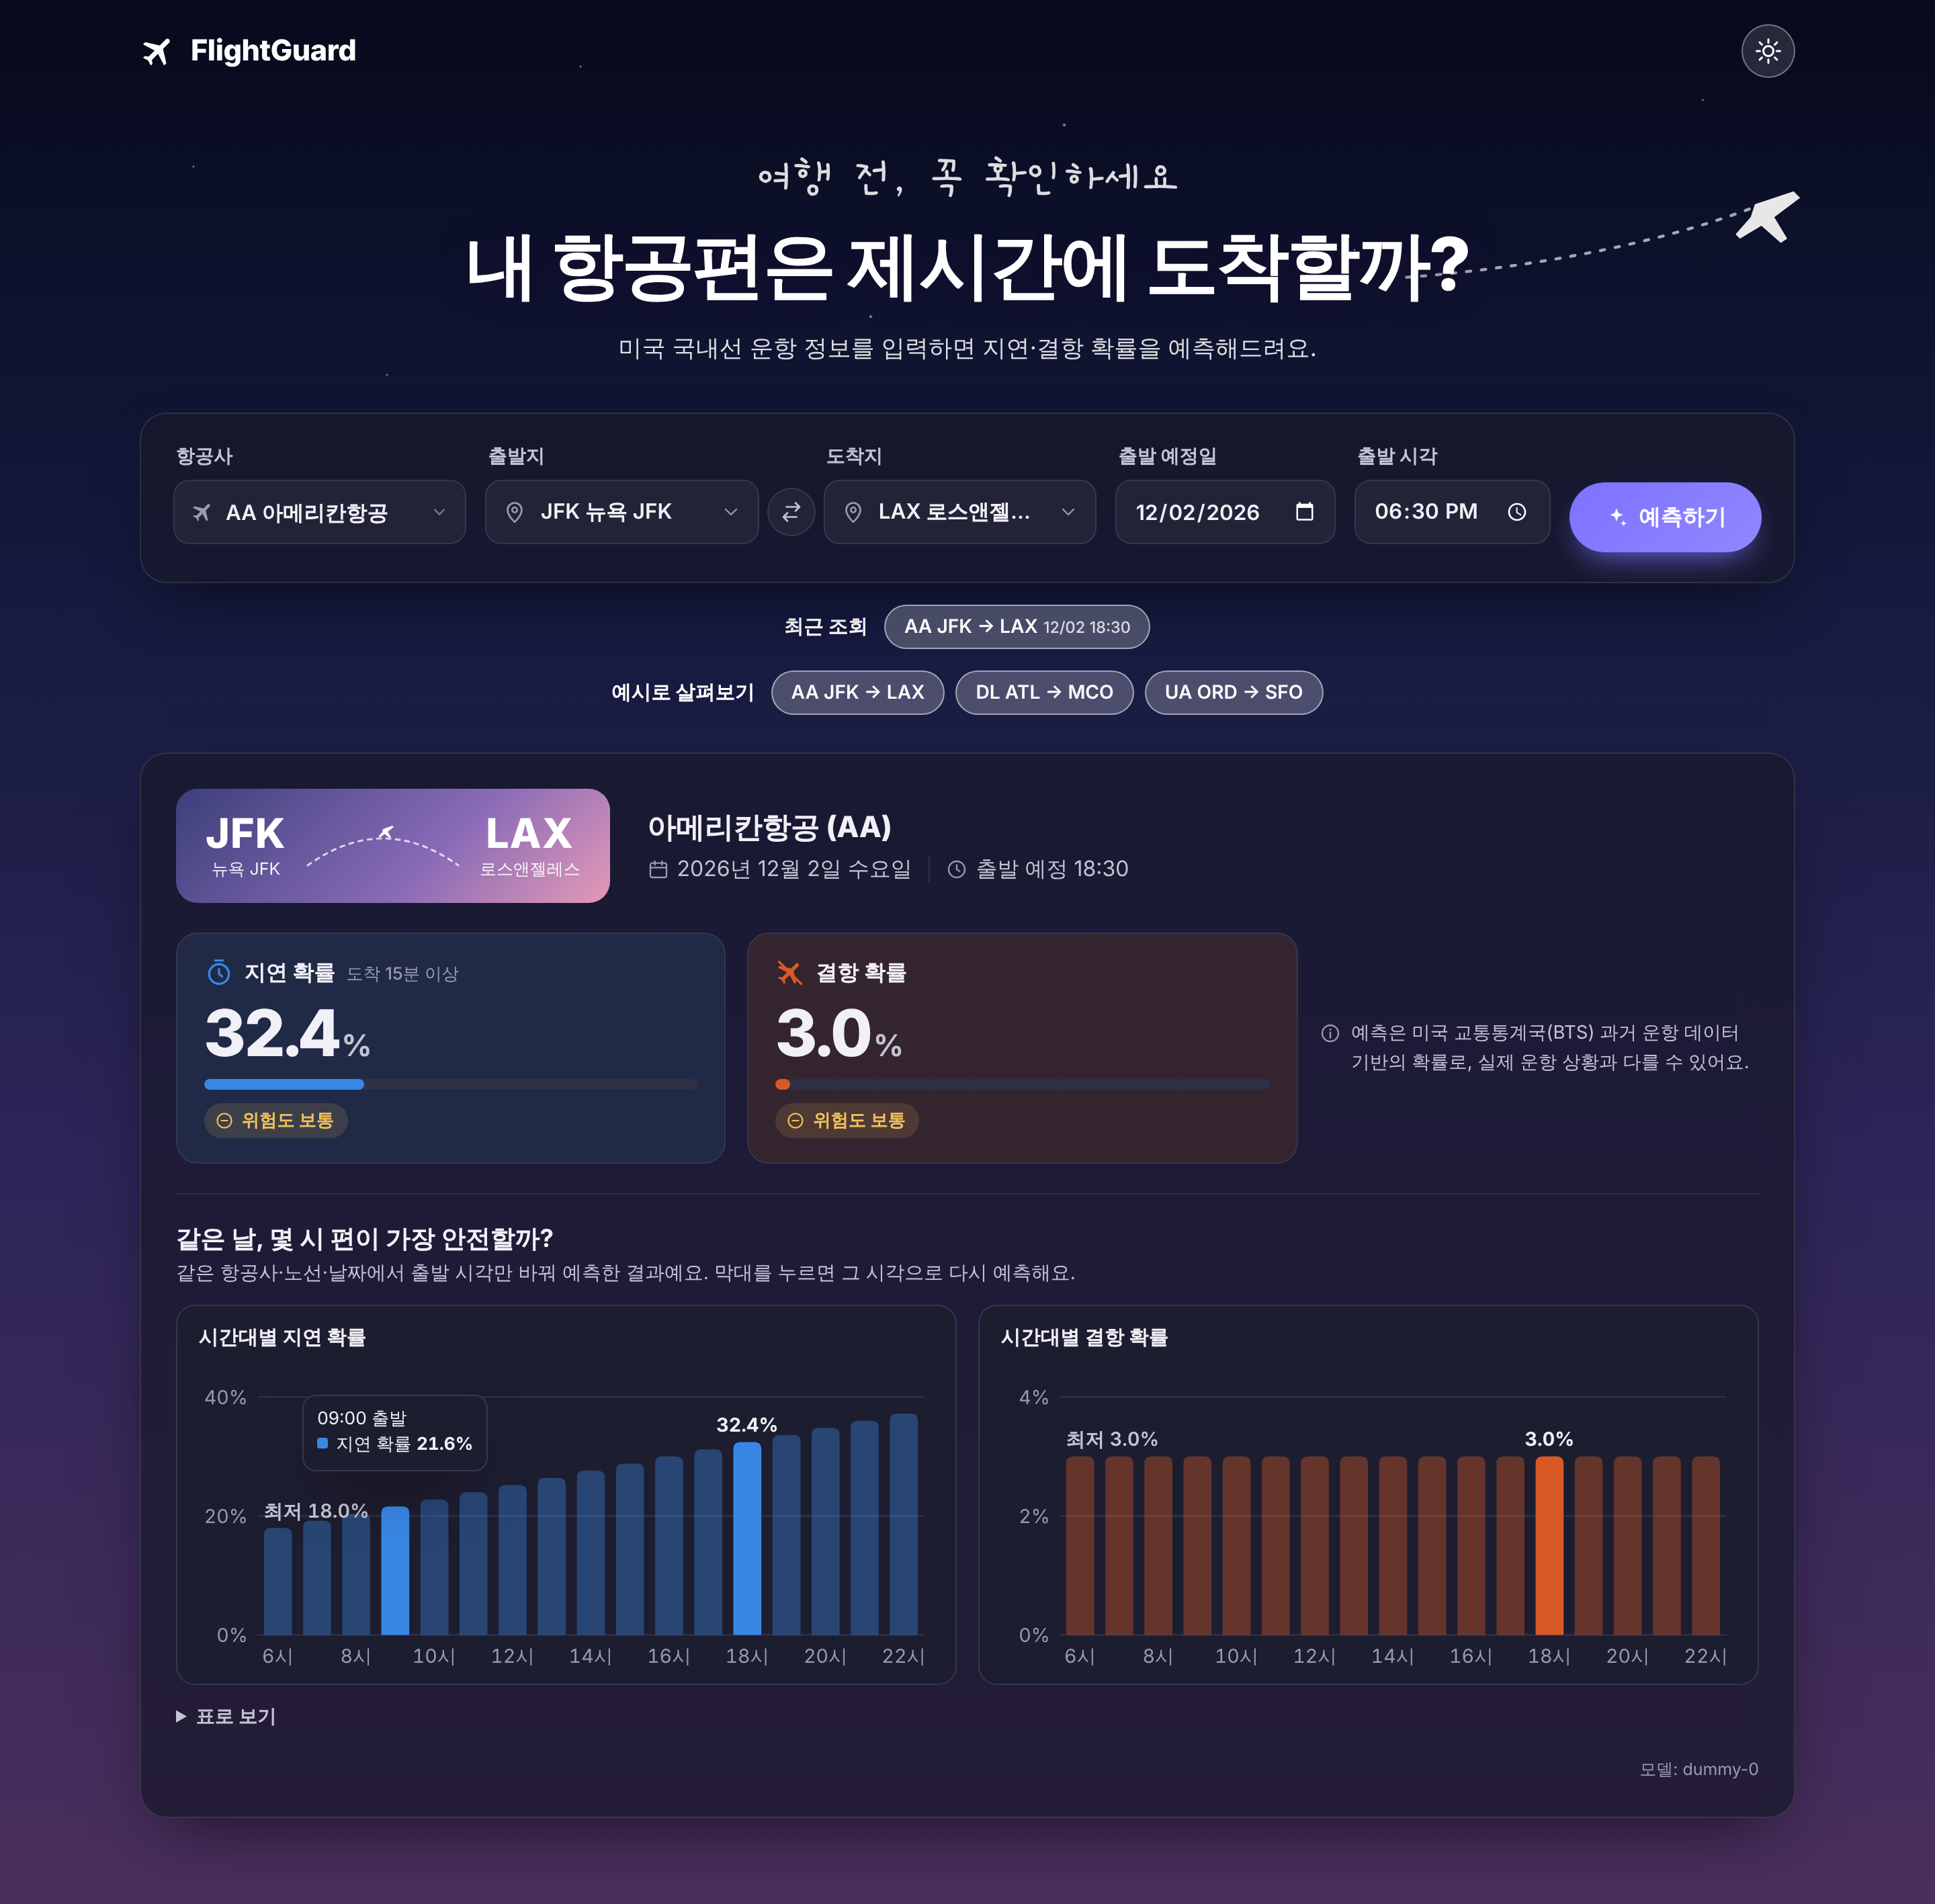 FlightGuard
여행 전, 꼭 확인하세요
내 항공편은 제시간에 도착할까?
미국 국내선 운항 정보를 입력하면 지연·결항 확률을 예측해드려요.
항공사 출발지 도착지 출발 예정일 출발 시각
AA 아메리칸항공 JFK 뉴욕 JFK LAX 로스앤젤... 12/02/2026 06:30 PM 예측하기
최근 조회 AA JFK → LAX 12/02 18:30
예시로 살펴보기 AA JFK → LAX DL ATL → MCO UA ORD → SFO
JFK LAX
뉴욕 JFK 로스앤젤레스
아메리칸항공 (AA)
2026년 12월 2일 수요일 출발 예정 18:30
지연 확률 도착 15분 이상
32.4%
위험도 보통
결항 확률
3.0%
위험도 보통
예측은 미국 교통통계국(BTS) 과거 운항 데이터
기반의 확률로, 실제 운항 상황과 다를 수 있어요.
같은 날, 몇 시 편이 가장 안전할까?
같은 항공사·노선·날짜에서 출발 시각만 바꿔 예측한 결과예요. 막대를 누르면 그 시각으로 다시 예측해요.
시간대별 지연 확률
40%
09:00 출발
지연 확률 21.6%
32.4%
최저 18.0%
20%
0%
6시 8시 10시 12시 14시 16시 18시 20시 22시
시간대별 결항 확률
4%
최저 3.0% 3.0%
2%
0%
6시 8시 10시 12시 14시 16시 18시 20시 22시
표로 보기
모델: dummy-0